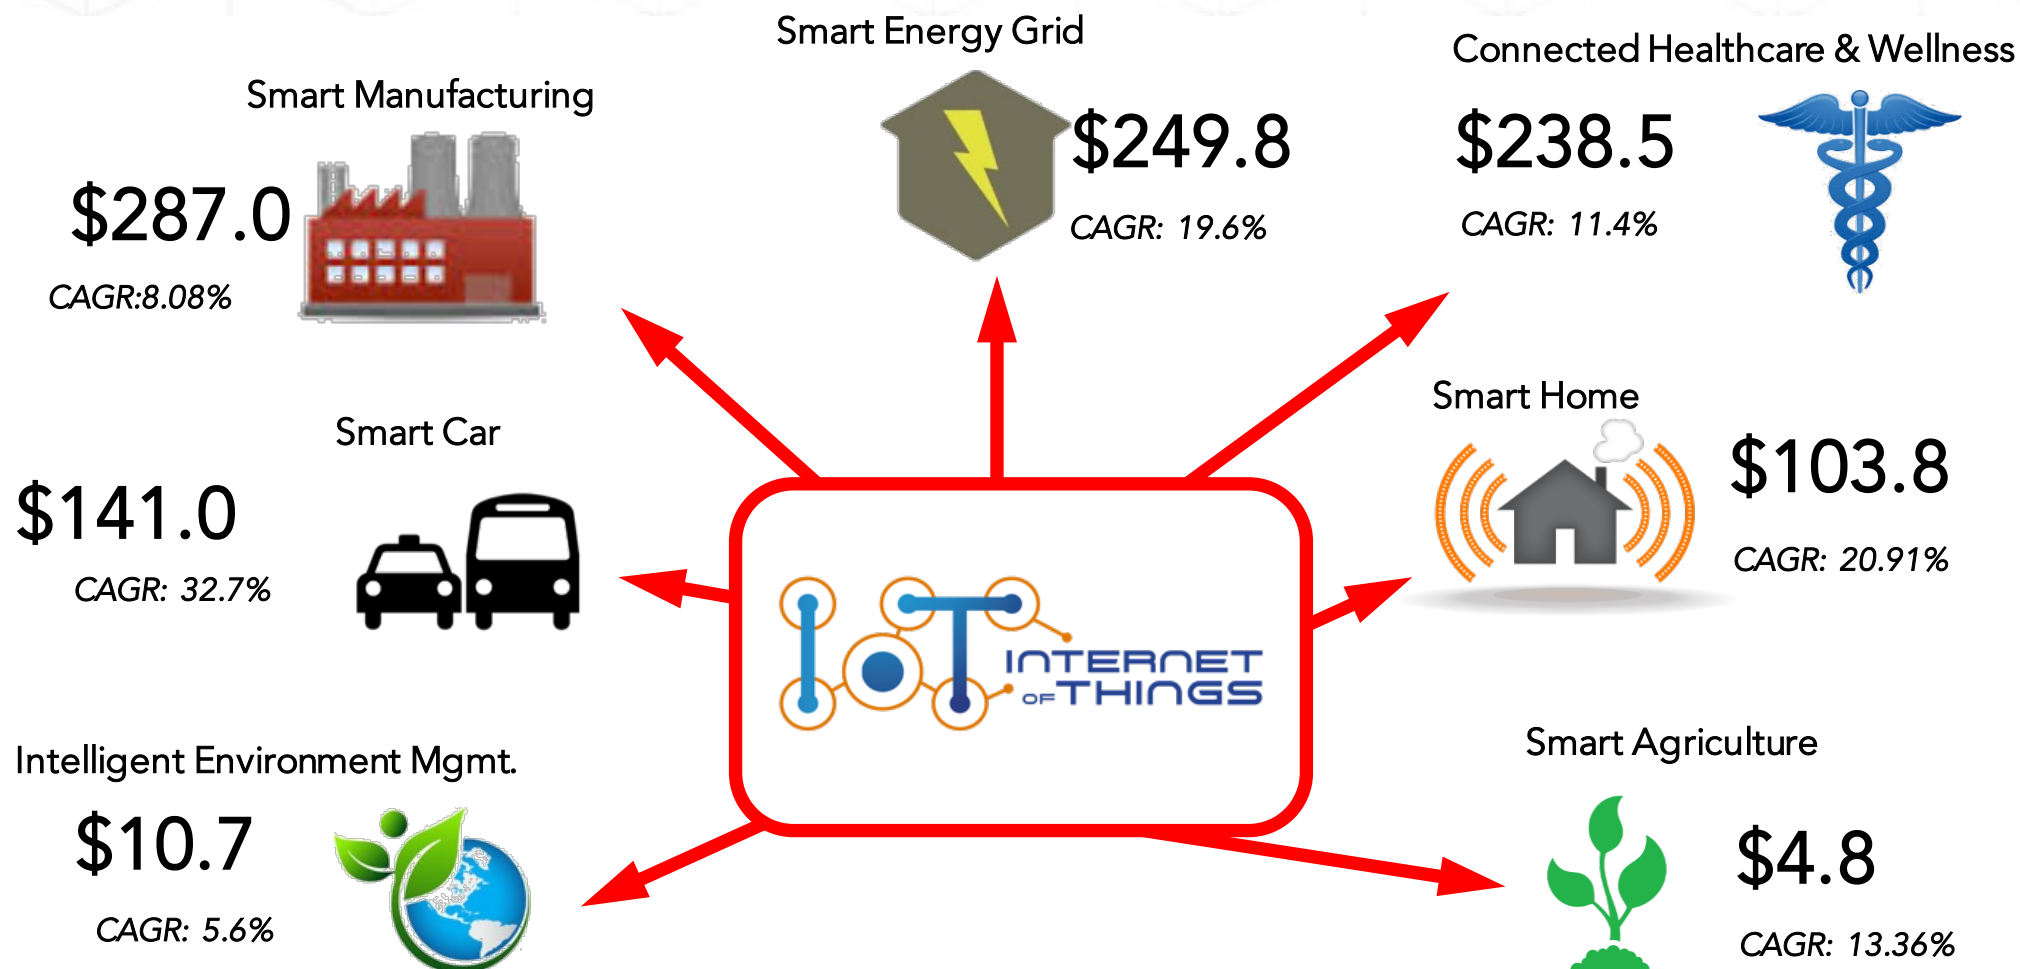 Smart Energy Grid
$249.8
CAGR: 19.6%
Connected Healthcare & Wellness
$238.5
CAGR: 11.4%
Smart Manufacturing
$287.0
CAGR:8.08%
Smart Home
$103.8
CAGR: 20.91%
Smart Car
$141.0
CAGR: 32.7%
IoT
INTERNET
OF THINGS
Intelligent Environment Mgmt.
$10.7
CAGR: 5.6%
Smart Agriculture
$4.8
CAGR: 13.36%